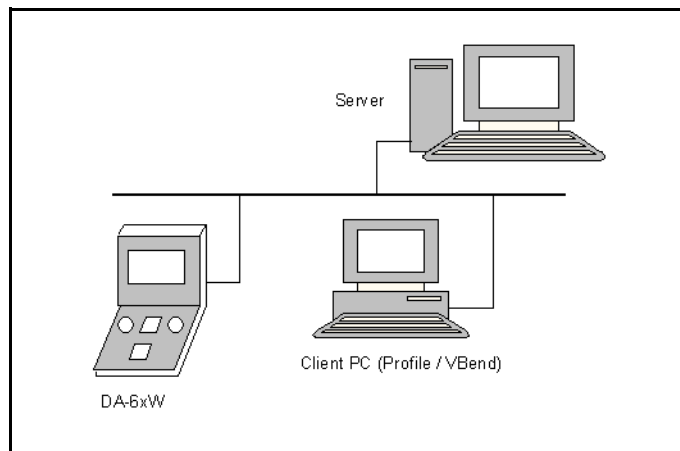 Server
Client PC (Profile / VBend)
DA-6xW